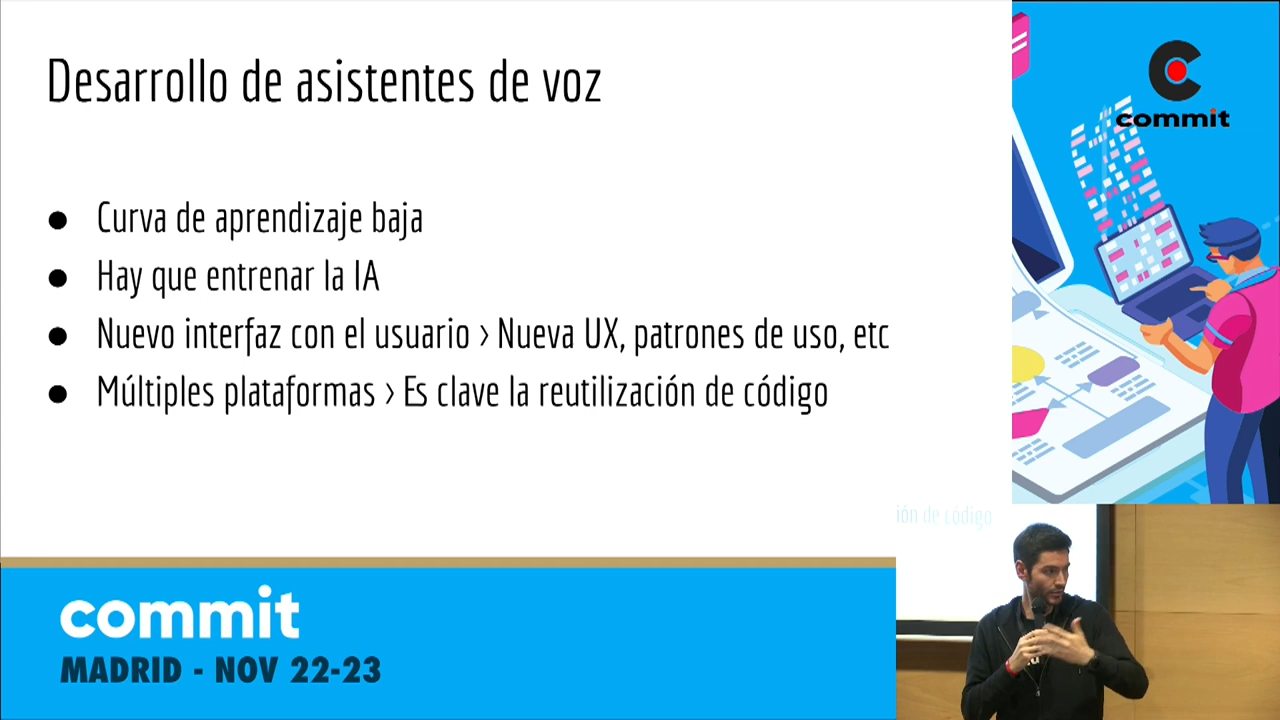 Desarrollo de asistentes de voz
● Curva de aprendizaje baja
● Hay que entrenar la IA
● Nuevo interfaz con el usuario > Nueva UX, patrones de uso, etc
● Múltiples plataformas > Es clave la reutilización de código
commit
ión de código
commit
MADRID - NOV 22-23